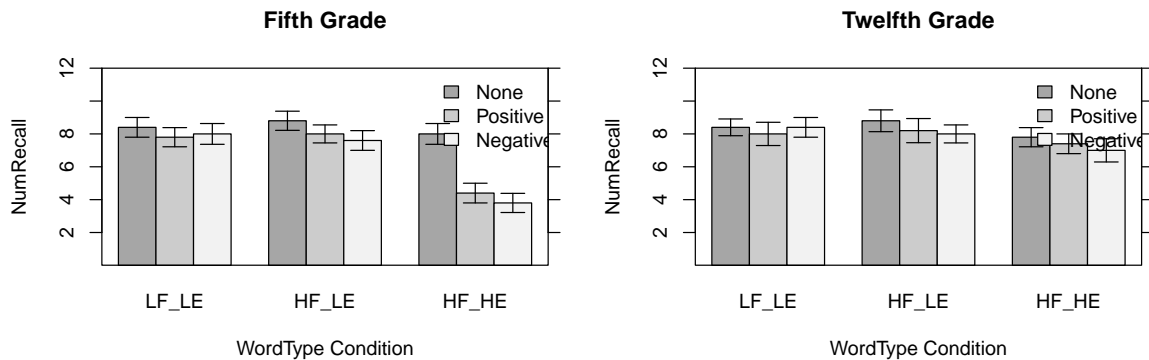 Fifth Grade
NumRecall
12
10
8
6
4
2
None
Positive
Negative
LF_LE
HF_LE
HF_HE
WordType Condition
Twelfth Grade
NumRecall
12
8
6
4
2
None
Positive
Negative
LF_LE
HF_LE
HF_HE
WordType Condition